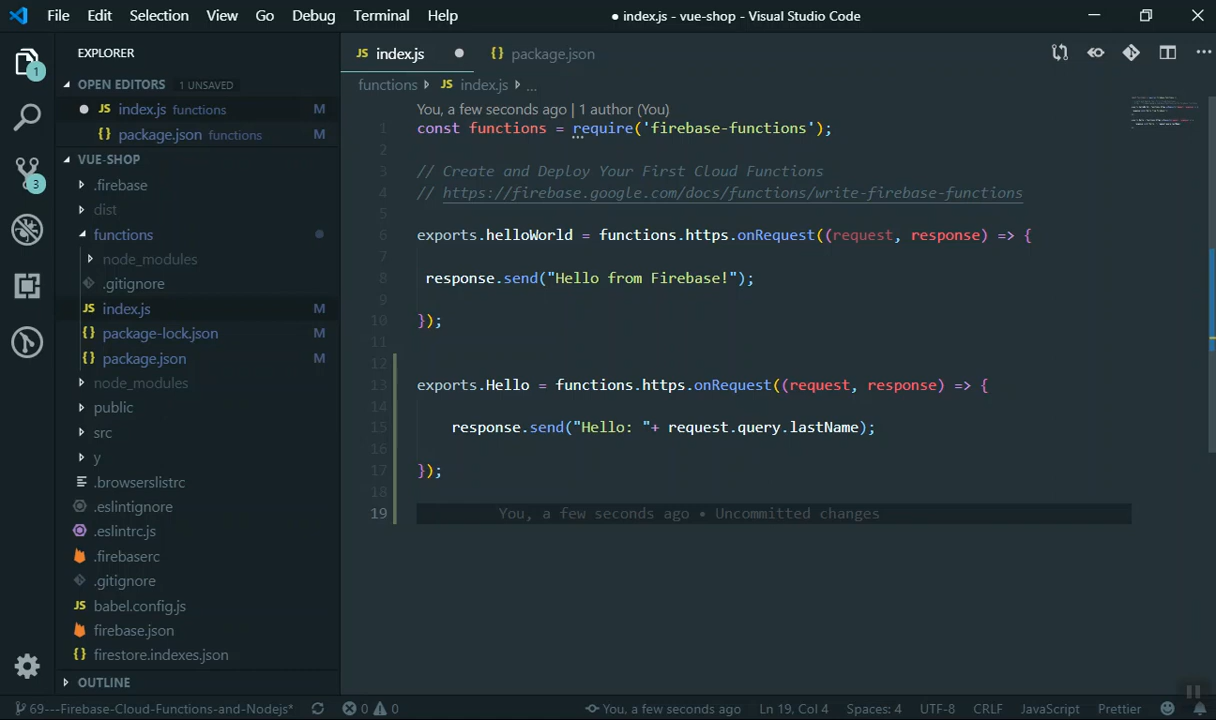 File Edit Selection View Go Debug Terminal Help ● index.js - vue-shop - Visual Studio Code
EXPLORER
OPEN EDITORS 1 UNSAVED
● JS index.js functions M
{} package.json functions M
VUE-SHOP
.firebase
dist
functions
node_modules
.gitignore
JS index.js M
{} package-lock.json M
{} package.json M
node_modules
public
src
y
.browserslistrc
.eslintignore
.eslintrc.js
.firebaserc
.gitignore
JS babel.config.js
firebase.json
{} firestore.indexes.json
OUTLINE
1
3
JS index.js ● {} package.json
functions JS index.js ...
You, a few seconds ago | 1 author (You)
1 const functions = require('firebase-functions');
2
3 // Create and Deploy Your First Cloud Functions
4 // https://firebase.google.com/docs/functions/write-firebase-functions
5
6 exports.helloWorld = functions.https.onRequest((request, response) => {
7
8 response.send("Hello from Firebase!");
9
10 });
11
12
13 exports.Hello = functions.https.onRequest((request, response) => {
14
15 response.send("Hello: "+ request.query.lastName);
16
17 });
18
19 You, a few seconds ago • Uncommitted changes
69---Firebase-Cloud-Functions-and-Nodejs* 0 0 You, a few seconds ago Ln 19, Col 4 Spaces: 4 UTF-8 CRLF JavaScript Prettier